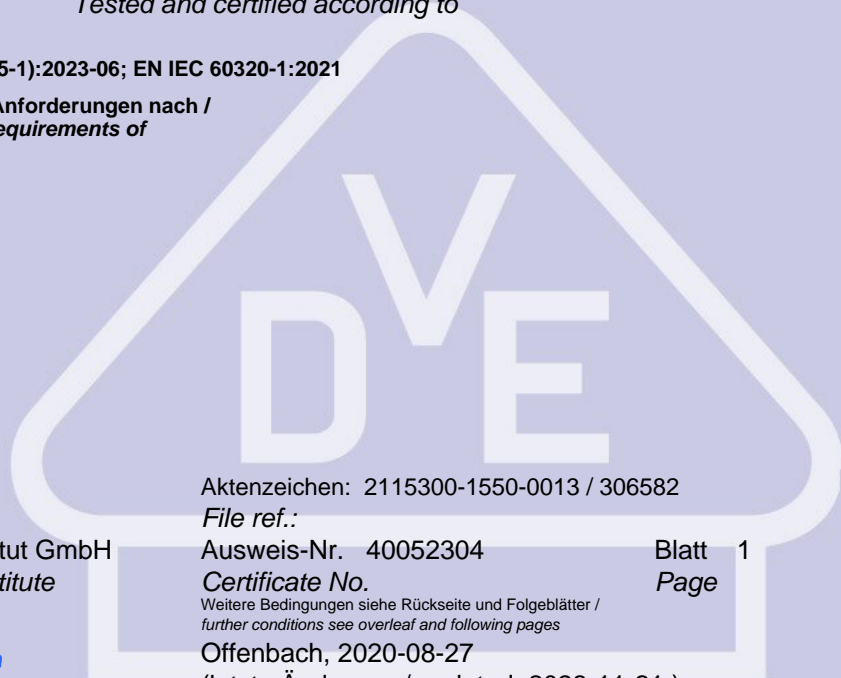 Tested and certified according to
5-1):2023-06; EN IEC 60320-1:2021
Anforderungen nach /
equirements of
DVE
Aktenzeichen: 2115300-1550-0013 / 306582
File ref.:
tut GmbH Ausweis-Nr. 40052304 Blatt 1
titute Certificate No. Page
Weitere Bedingungen siehe Rückseite und Folgeblätter /
further conditions see overleaf and following pages
Offenbach, 2020-08-27